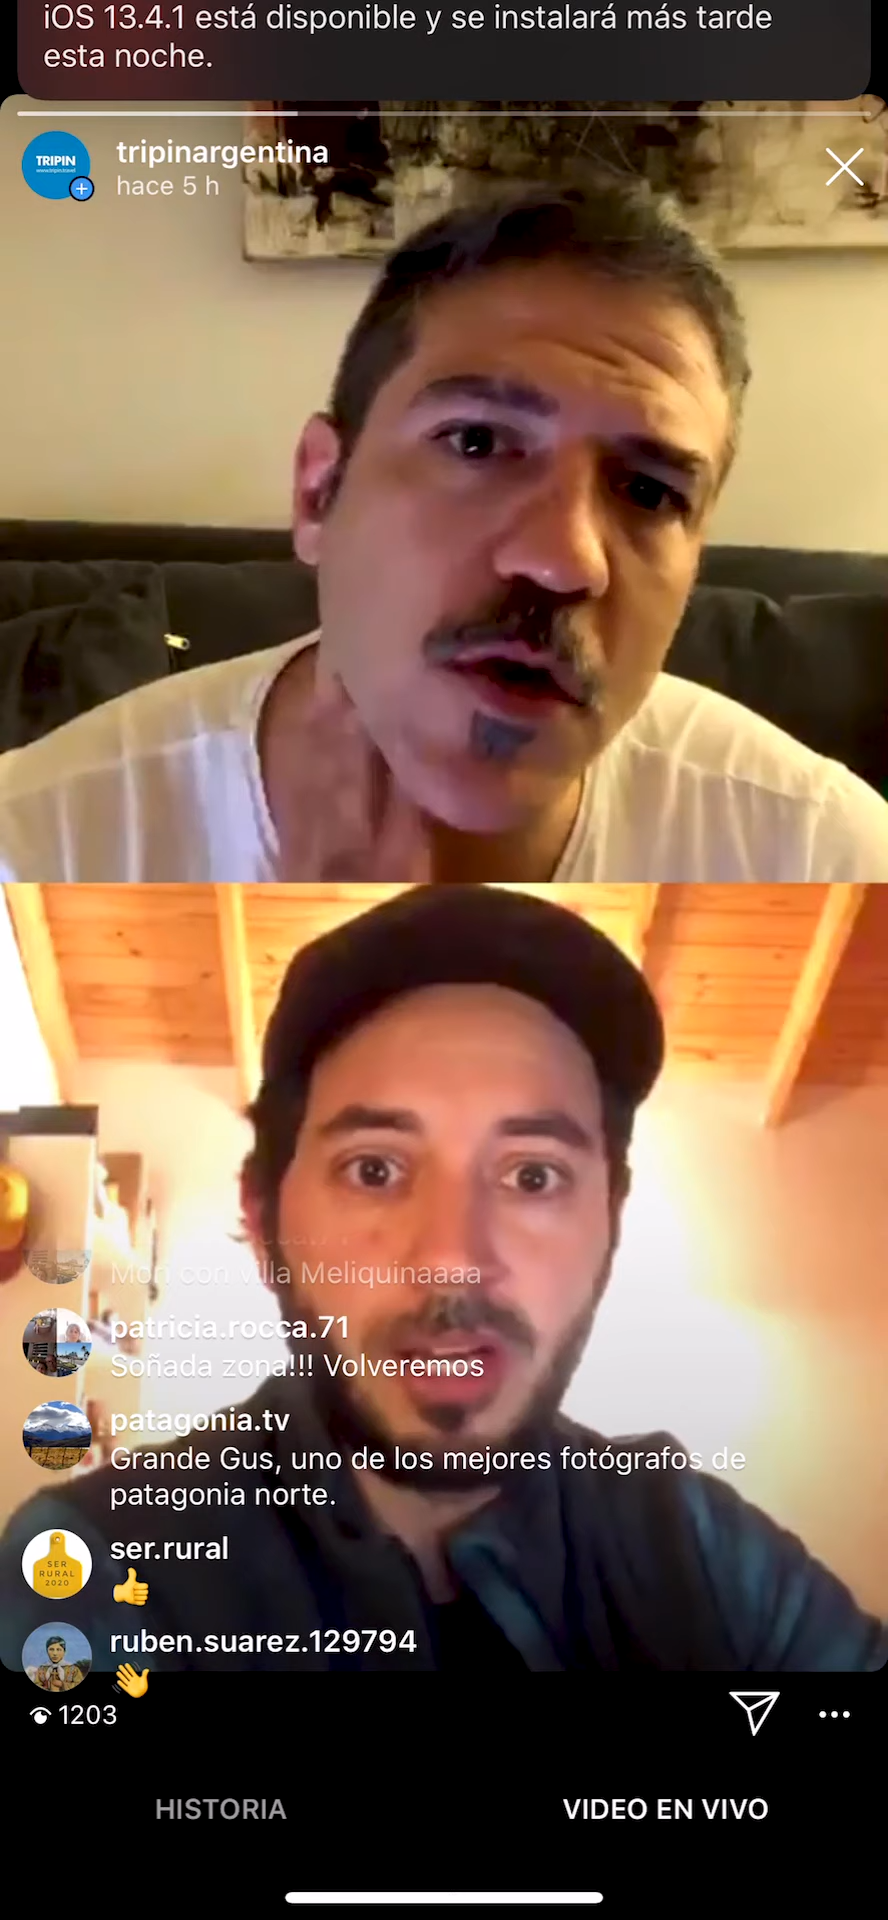 iOS 13.4.1 está disponible y se instalará más tarde
esta noche.
TRIPIN
tripinargentina
hace 5 h
Mori con villa Meliquinaaaa
patricia.rocca.71
Soñada zona!!! Volveremos
patagonia.tv
Grande Gus, uno de los mejores fotógrafos de
patagonia norte.
ser.rural
SER
RURAL
2020
👍
ruben.suarez.129794
👋
1203
HISTORIA
VIDEO EN VIVO